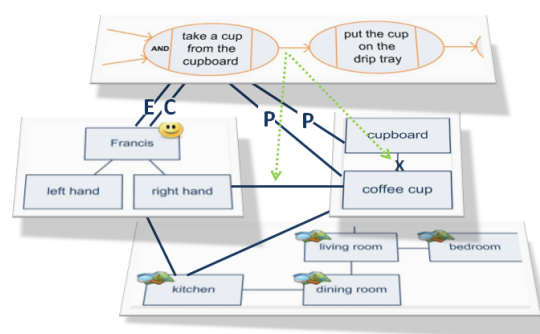 AND
take a cup
from the
cupboard
put the cup
on the
drip tray
E C
P P
Francis
cupboard
X
left hand
right hand
coffee cup
living room
bedroom
kitchen
dining room